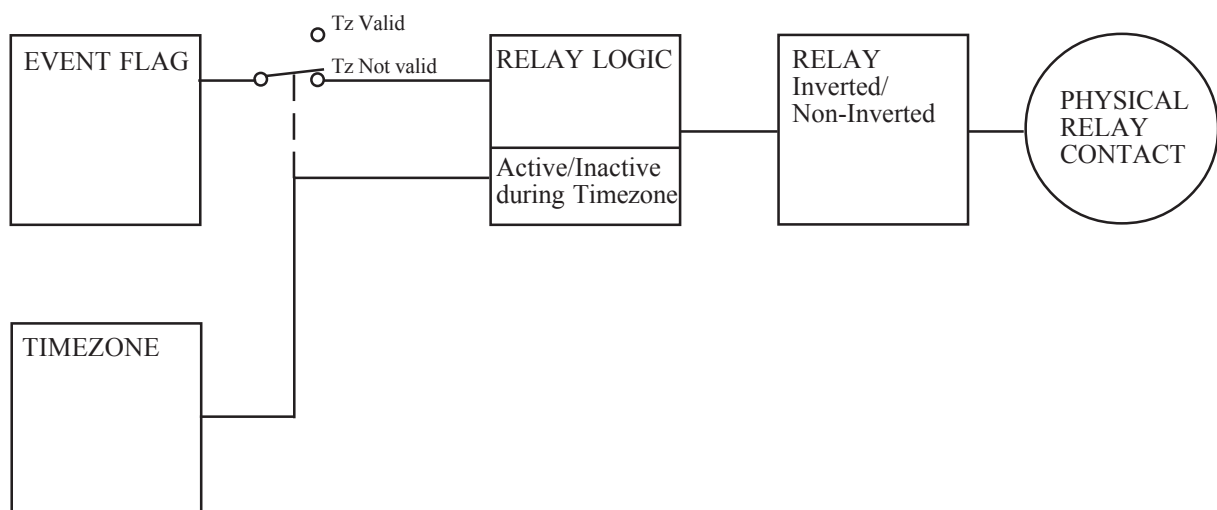 EVENT FLAG
Tz Valid
Tz Not valid
RELAY LOGIC
Active/Inactive
during Timezone
RELAY
Inverted/
Non-Inverted
PHYSICAL
RELAY
CONTACT
TIMEZONE